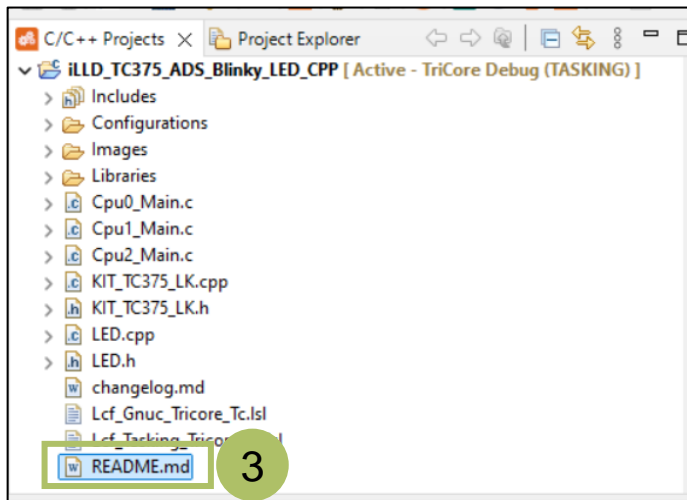 C/C++ Projects Project Explorer
iLLD_TC375_ADS_Blinky_LED_CPP [ Active - TriCore Debug (TASKING) ]
Includes
Configurations
Images
Libraries
Cpu0_Main.c
Cpu1_Main.c
Cpu2_Main.c
KIT_TC375_LK.cpp
KIT_TC375_LK.h
LED.cpp
LED.h
changelog.md
Lcf_Gnuc_Tricore_Tc.lsl
README.md 3